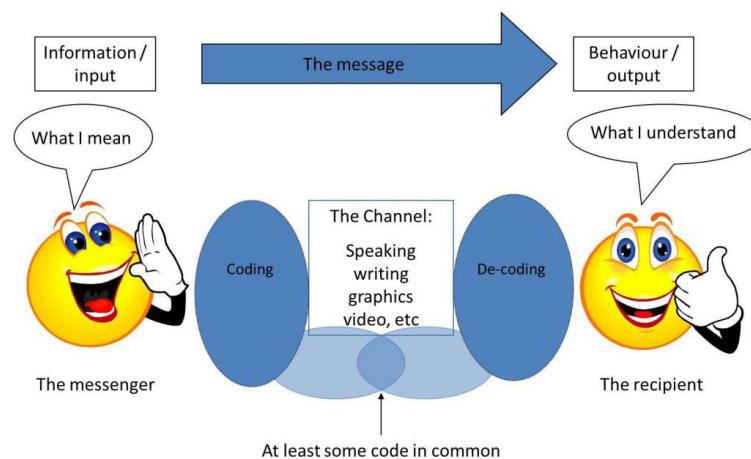 Information /
input
The message
Behaviour /
output
What I mean
What I understand
The Channel:
Speaking
writing
graphics
video, etc
Coding
De-coding
The messenger
The recipient
At least some code in common